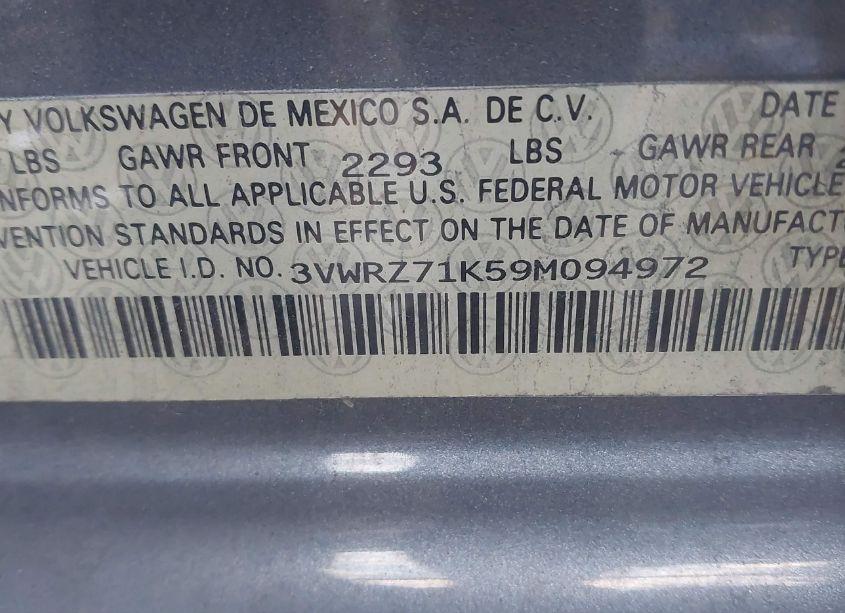 Y VOLKSWAGEN DE MEXICO S.A. DE C.V. DATE
LBS GAWR FRONT 2293 LBS GAWR REAR
NFORMS TO ALL APPLICABLE U.S. FEDERAL MOTOR VEHICLE
VENTION STANDARDS IN EFFECT ON THE DATE OF MANUFACT
VEHICLE I.D. NO. 3VWRZ71K59M094972 TYPE